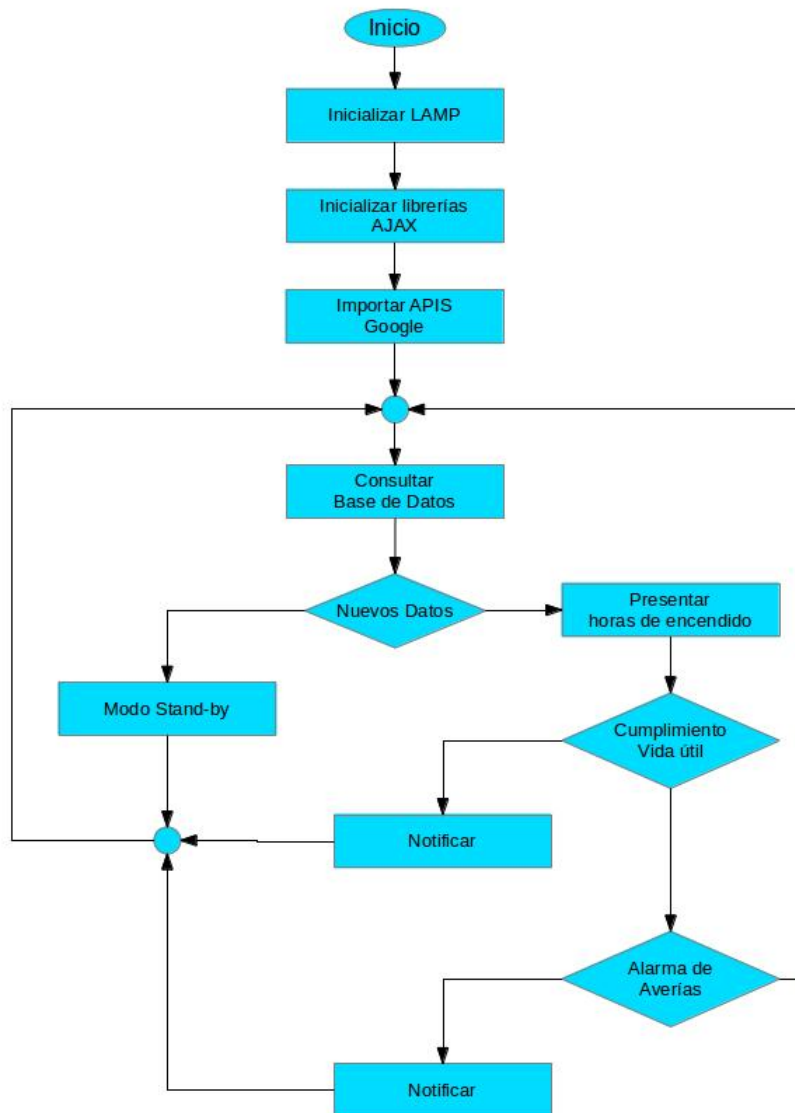 Inicio
Inicializar LAMP
Inicializar librerías
AJAX
Importar APIS
Google
Consultar
Base de Datos
Nuevos Datos
Presentar
horas de encendido
Modo Stand-by
Cumplimiento
Vida útil
Notificar
Alarma de
Averías
Notificar